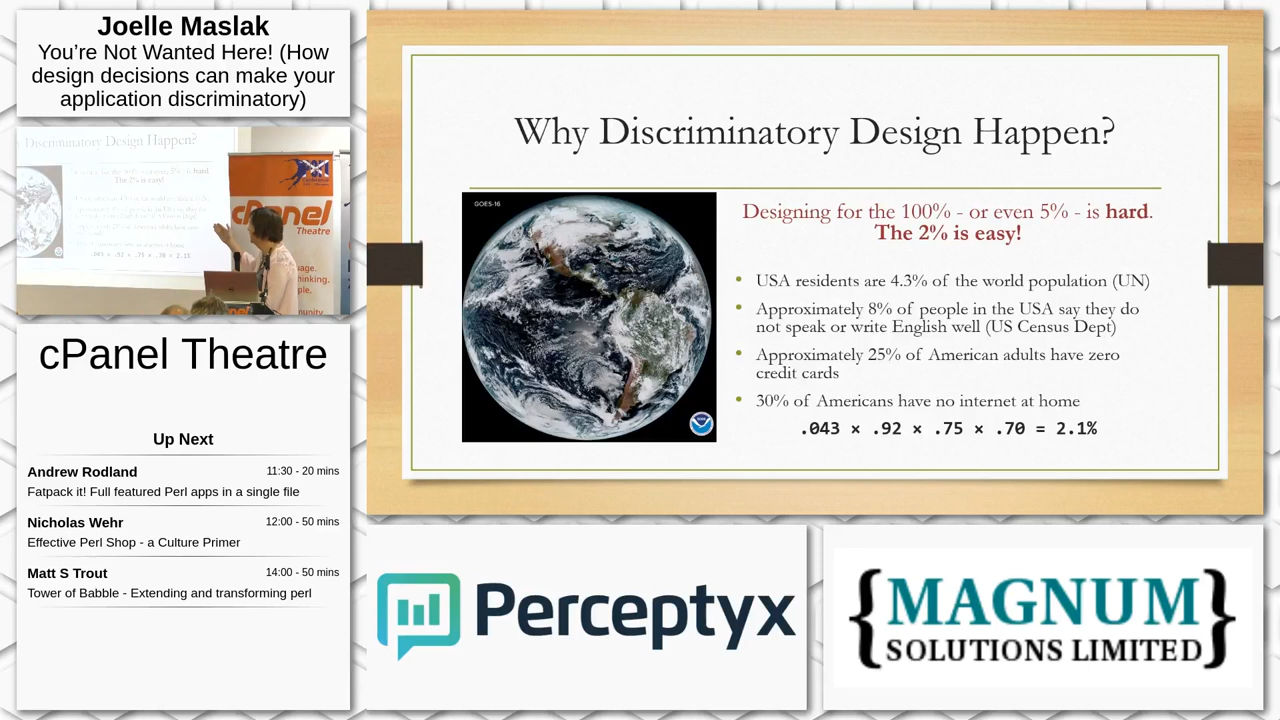 Joelle Maslak
You're Not Wanted Here! (How
design decisions can make your
application discriminatory)
Discriminatory Design Happen?
cPanel
Theatre
cPanel Theatre
Up Next
Andrew Rodland 11:30 - 20 mins
Fatpack it! Full featured Perl apps in a single file
Nicholas Wehr 12:00 - 50 mins
Effective Perl Shop - a Culture Primer
Matt S Trout 14:00 - 50 mins
Tower of Babble - Extending and transforming perl
Why Discriminatory Design Happen?
GOES-16
Designing for the 100% - or even 5% - is hard.
The 2% is easy!
• USA residents are 4.3% of the world population (UN)
• Approximately 8% of people in the USA say they do
not speak or write English well (US Census Dept)
• Approximately 25% of American adults have zero
credit cards
• 30% of Americans have no internet at home
.043 × .92 × .75 × .70 = 2.1%
Perceptyx
{MAGNUM}
SOLUTIONS LIMITED